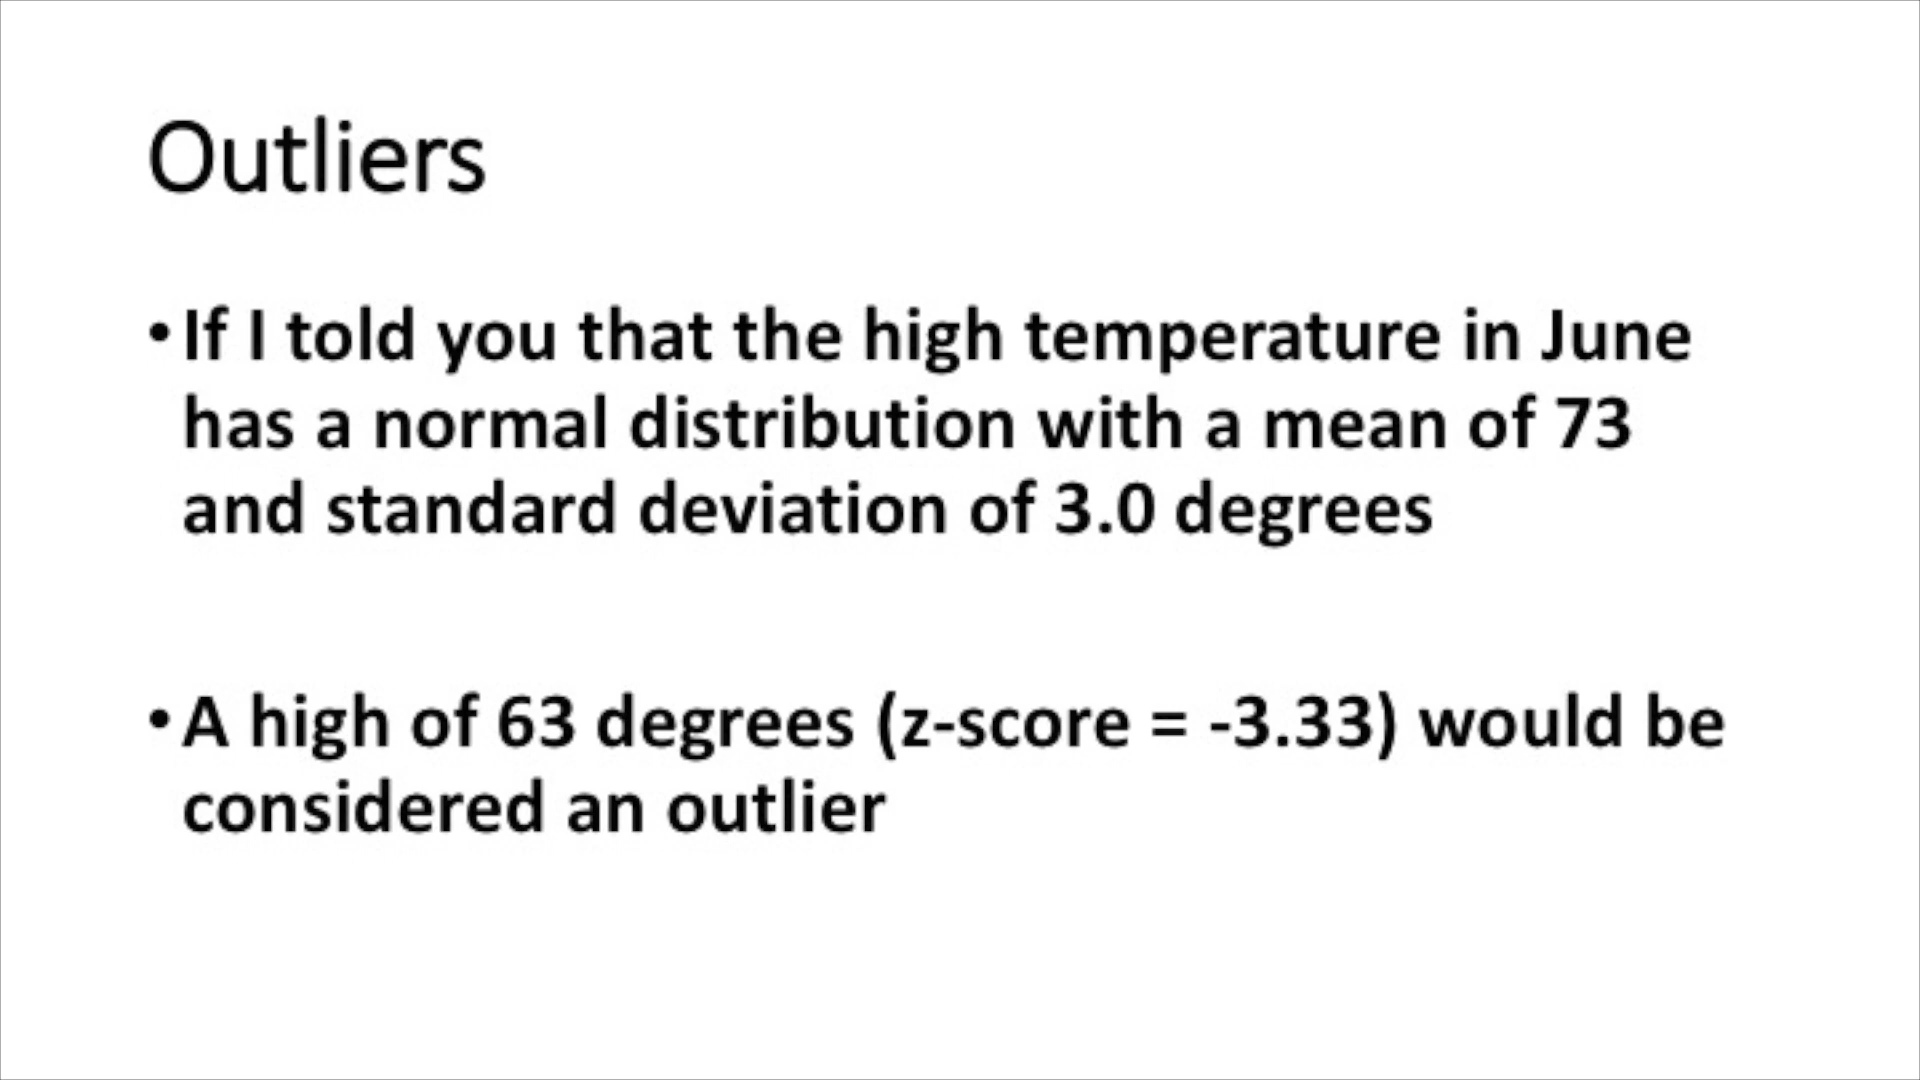 Outliers
• If I told you that the high temperature in June
has a normal distribution with a mean of 73
and standard deviation of 3.0 degrees
• A high of 63 degrees (z-score = -3.33) would be
considered an outlier